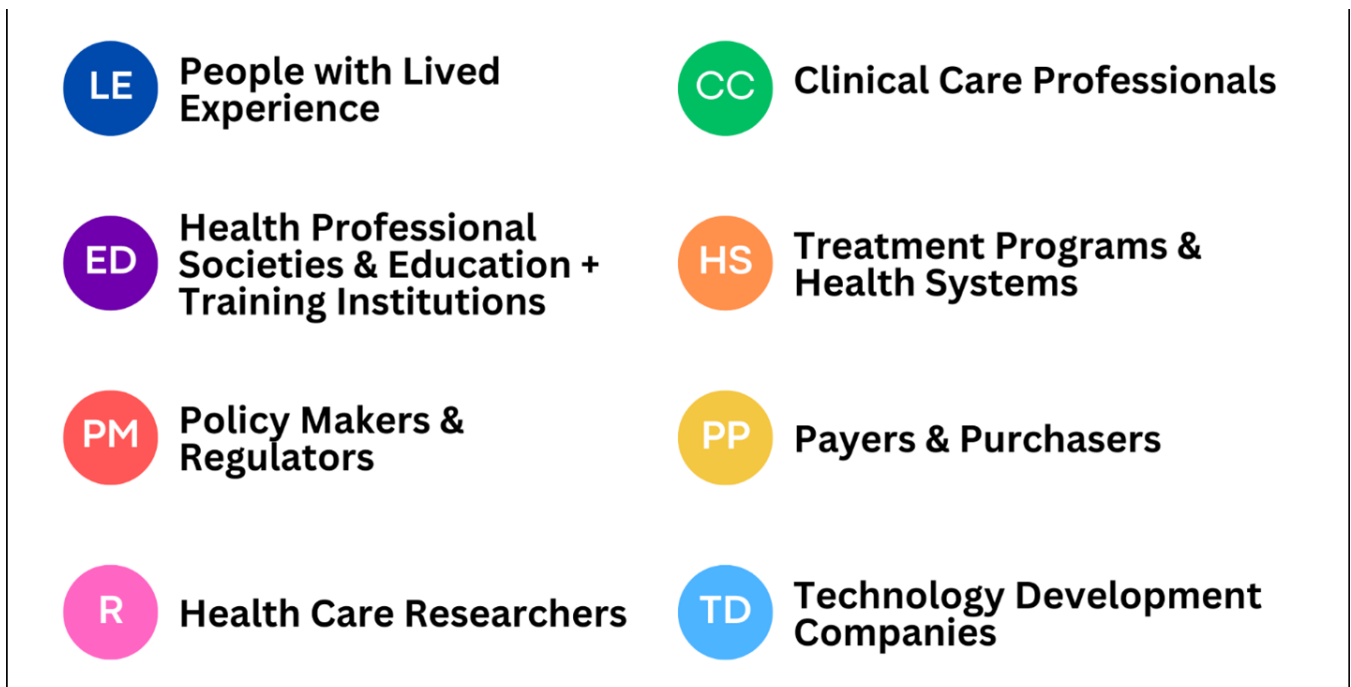 LE
People with Lived
Experience
CC
Clinical Care Professionals
ED
Health Professional
Societies & Education +
Training Institutions
HS
Treatment Programs &
Health Systems
PM
Policy Makers &
Regulators
PP
Payers & Purchasers
R
Health Care Researchers
TD
Technology Development
Companies